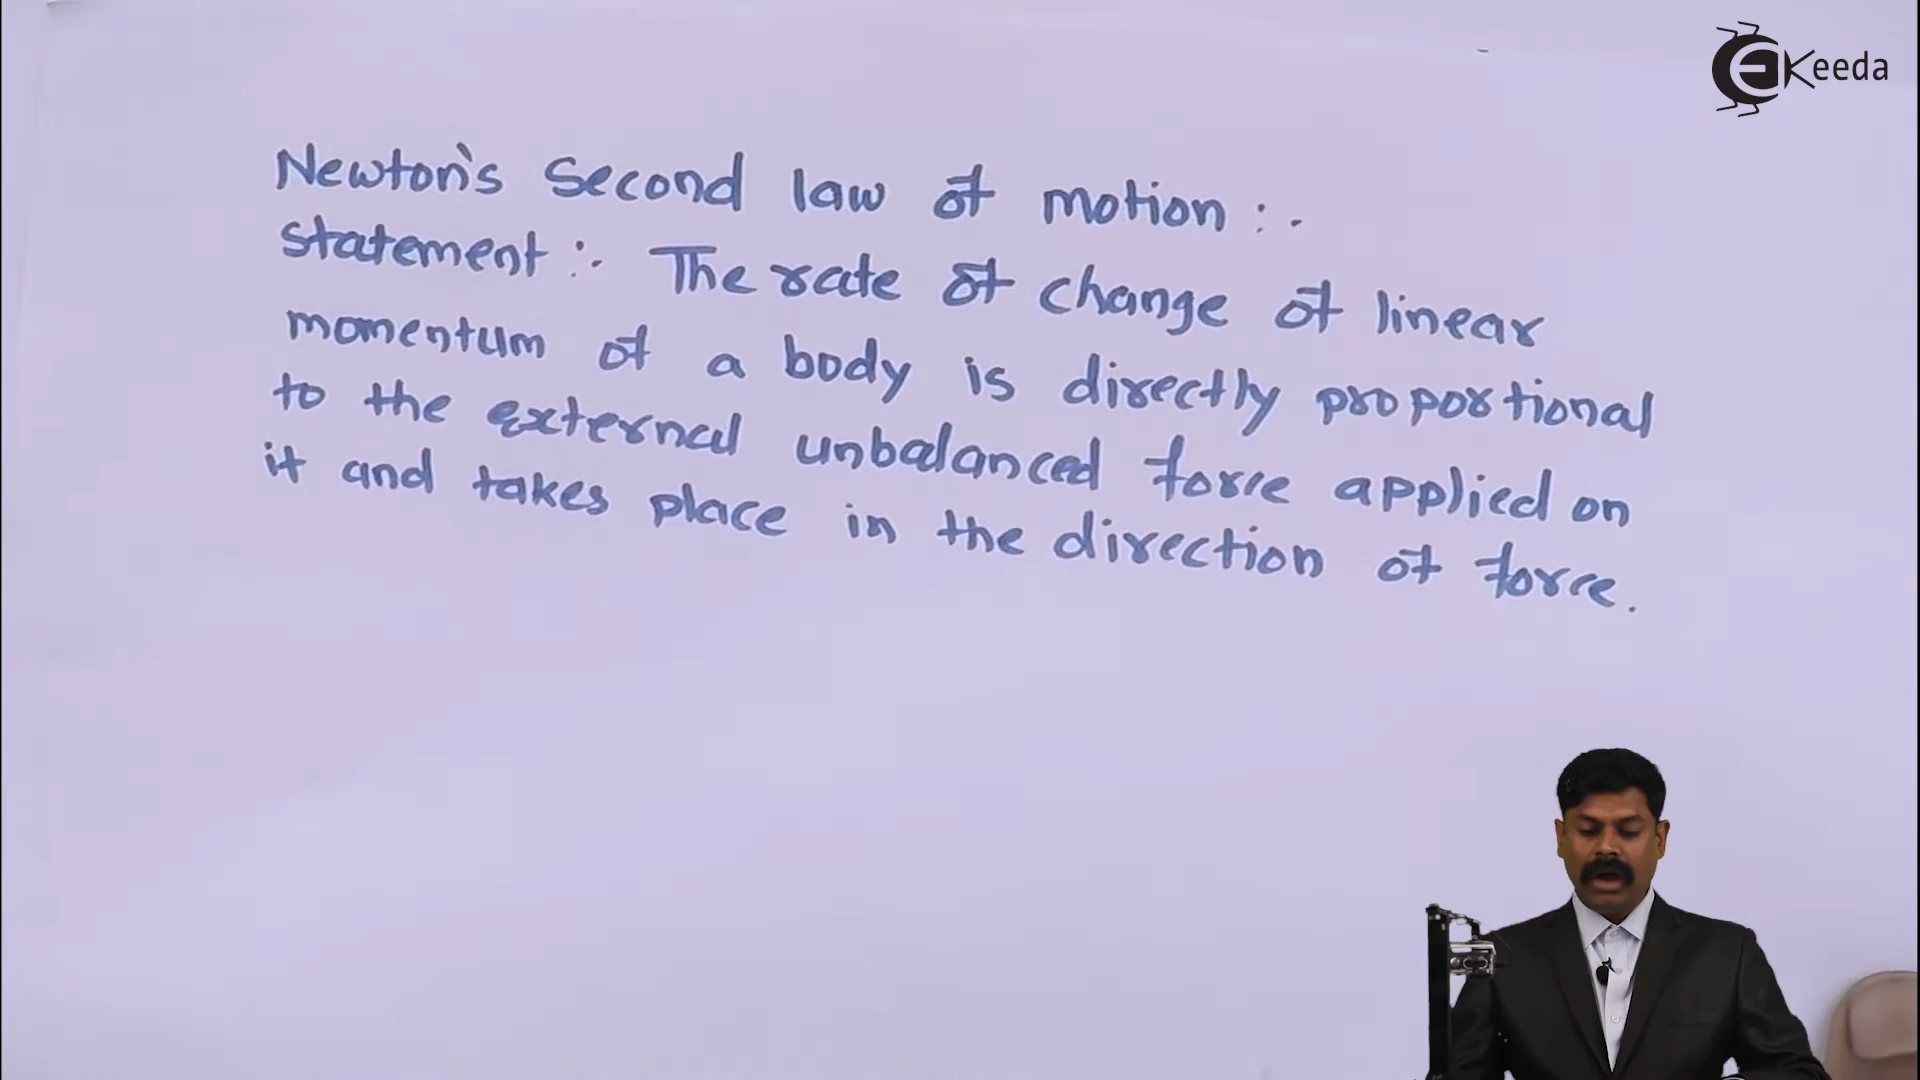 EKeeda
Newton's Second law of motion :-
statement :- The rate of change of linear
momentum of a body is directly proportional
to the external unbalanced force applied on
it and takes place in the direction of force.